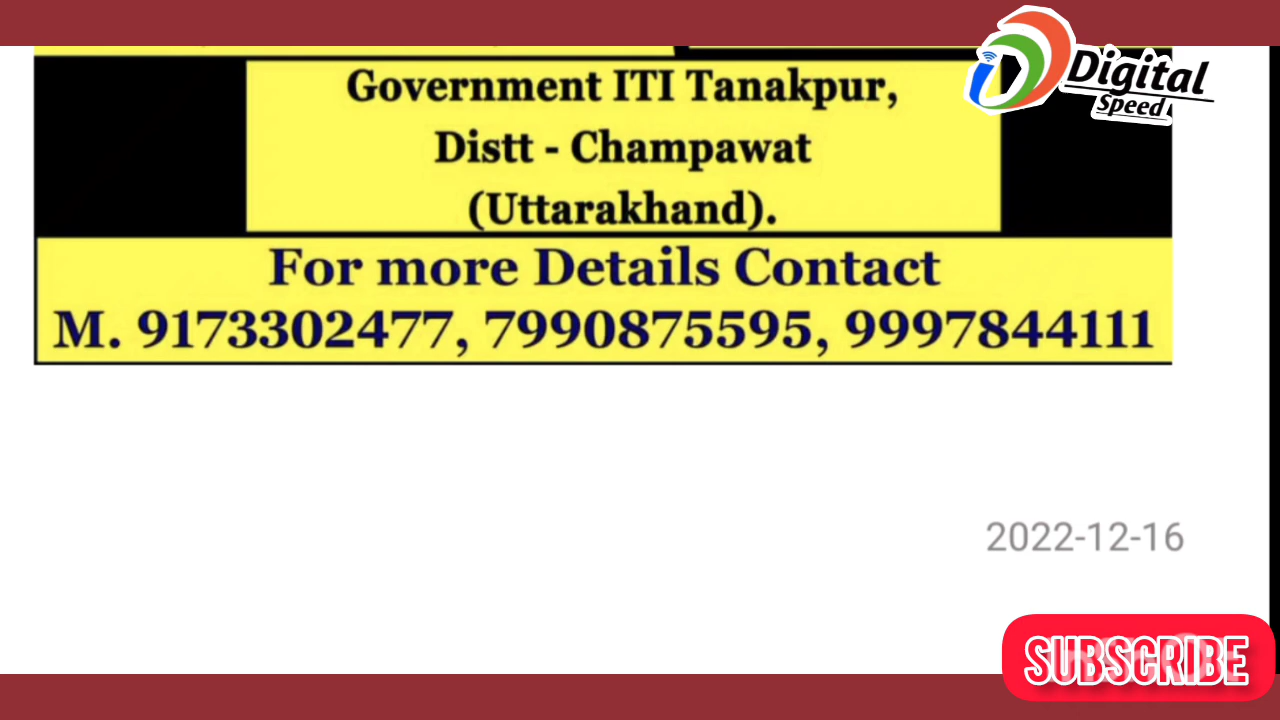 Digital
Speed
Government ITI Tanakpur,
Distt - Champawat
(Uttarakhand).
For more Details Contact
M. 9173302477, 7990875595, 9997844111
2022-12-16
SUBSCRIBE